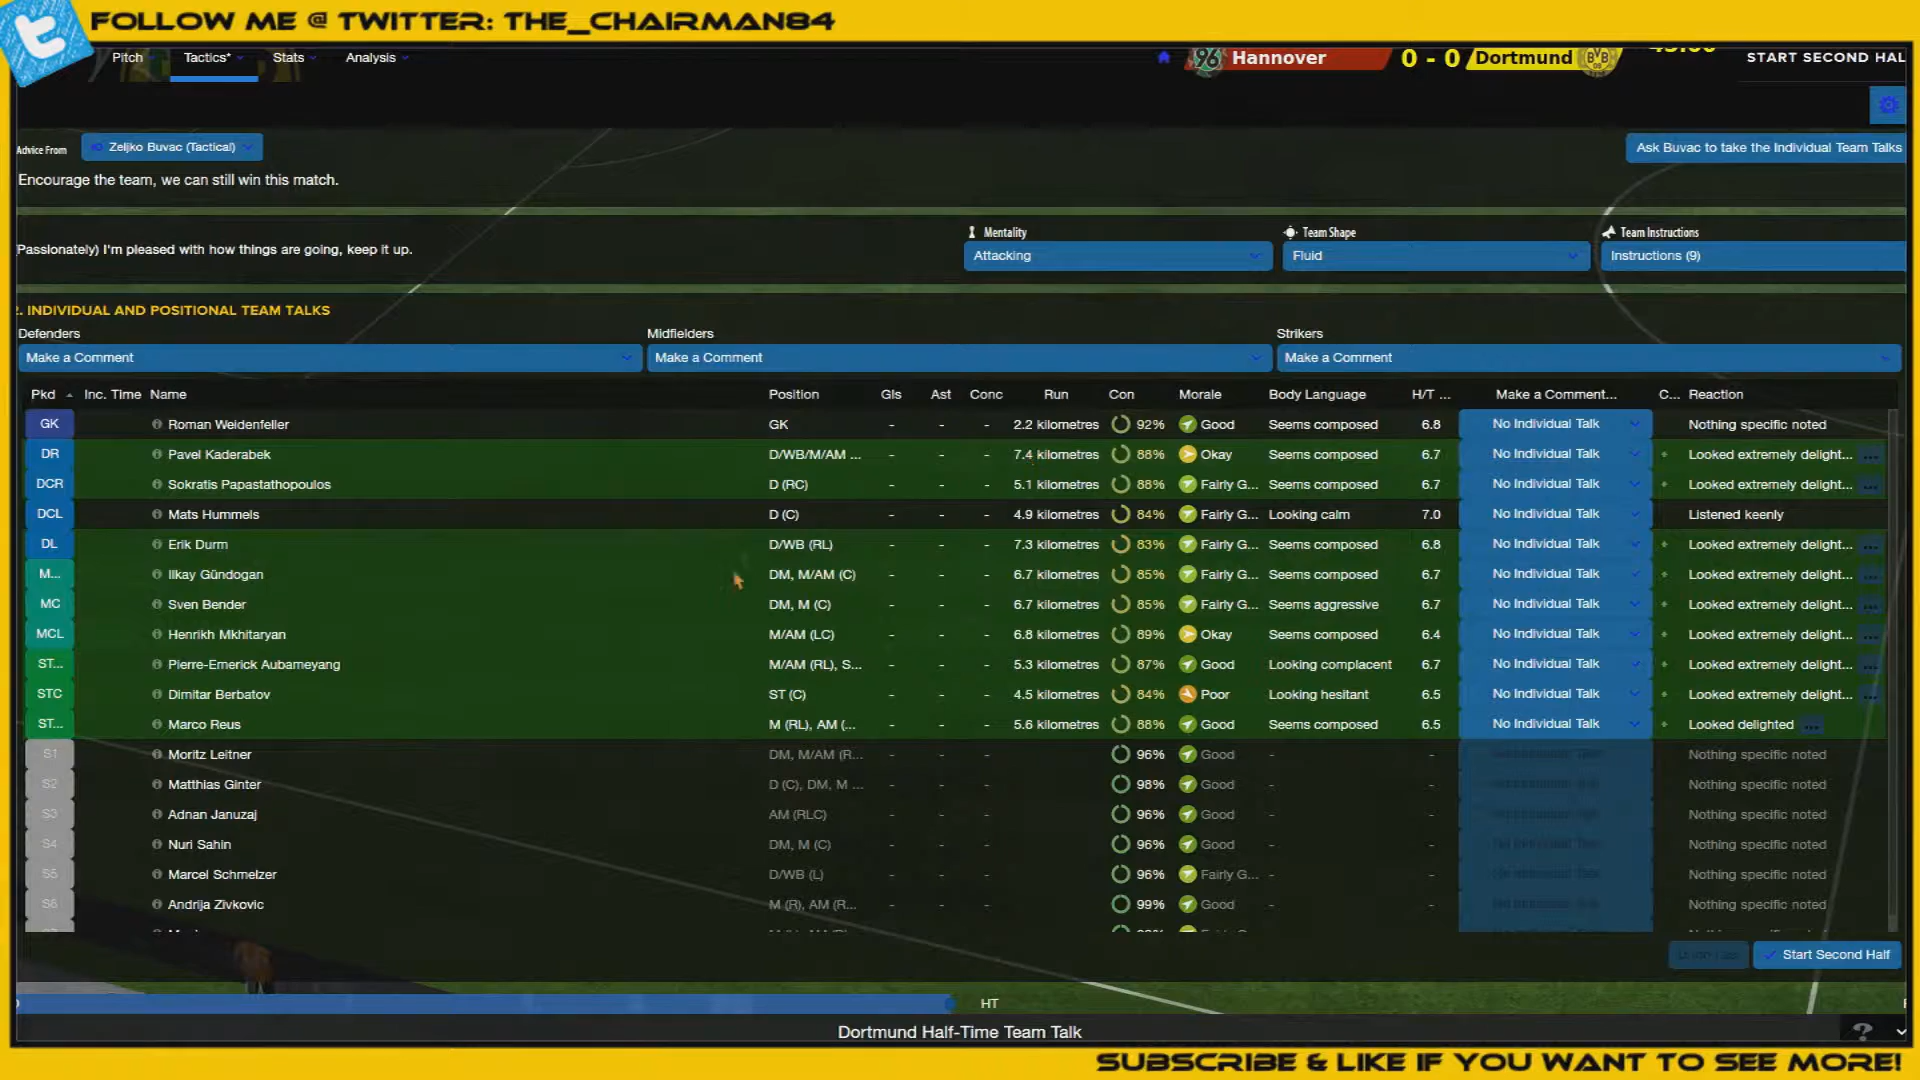 FOLLOW ME @ TWITTER: THE_CHAIRMAN84
Pitch Tactics* Stats Analysis Hannover 0 - 0 Dortmund START SECOND HAL
Advice From Zeljko Buvac (Tactical) Ask Buvac to take the Individual Team Talks
Encourage the team, we can still win this match.
Mentality Team Shape Team Instructions
Passionately) I'm pleased with how things are going, keep it up. Attacking Fluid Instructions (9)
2. INDIVIDUAL AND POSITIONAL TEAM TALKS
Defenders Midfielders Strikers
Make a Comment Make a Comment Make a Comment
Pkd Inc. Time Name Position Gls Ast Conc Run Con Morale Body Language H/T ... Make a Comment... C... Reaction
GK Roman Weidenfeller GK - - - 2.2 kilometres 92% Good Seems composed 6.8 No Individual Talk Nothing specific noted
DR Pavel Kaderabek D/WB/M/AM ... - - - 7.4 kilometres 88% Okay Seems composed 6.7 No Individual Talk Looked extremely delight... ...
DCR Sokratis Papastathopoulos D (RC) - - - 5.1 kilometres 88% Fairly G... Seems composed 6.7 No Individual Talk Looked extremely delight... ...
DCL Mats Hummels D (C) - - - 4.9 kilometres 84% Fairly G... Looking calm 7.0 No Individual Talk Listened keenly
DL Erik Durm D/WB (RL) - - - 7.3 kilometres 83% Fairly G... Seems composed 6.8 No Individual Talk Looked extremely delight... ...
M... Ilkay Gündogan DM, M/AM (C) - - - 6.7 kilometres 85% Fairly G... Seems composed 6.7 No Individual Talk Looked extremely delight... ...
MC Sven Bender DM, M (C) - - - 6.7 kilometres 85% Fairly G... Seems aggressive 6.7 No Individual Talk Looked extremely delight... ...
MCL Henrikh Mkhitaryan M/AM (LC) - - - 6.8 kilometres 89% Okay Seems composed 6.4 No Individual Talk Looked extremely delight... ...
ST... Pierre-Emerick Aubameyang M/AM (RL), S... - - - 5.3 kilometres 87% Good Looking complacent 6.7 No Individual Talk Looked extremely delight... ...
STC Dimitar Berbatov ST (C) - - - 4.5 kilometres 84% Poor Looking hesitant 6.5 No Individual Talk Looked extremely delight... ...
ST... Marco Reus M (RL), AM (... - - - 5.6 kilometres 88% Good Seems composed 6.5 No Individual Talk Looked delighted ...
S1 Moritz Leitner DM, M/AM (R... - - - 96% Good - - Nothing specific noted
S2 Matthias Ginter D (C), DM, M ... - - - 98% Good - - Nothing specific noted
S3 Adnan Januzaj AM (RLC) - - - 96% Good - - Nothing specific noted
S4 Nuri Sahin DM, M (C) - - - 96% Good - - Nothing specific noted
S5 Marcel Schmelzer D/WB (L) - - - 96% Fairly G... - - Nothing specific noted
S6 Andrija Zivkovic M (R), AM (R... - - - 99% Good - - Nothing specific noted
Start Second Half
HT
Dortmund Half-Time Team Talk
SUBSCRIBE & LIKE IF YOU WANT TO SEE MORE!